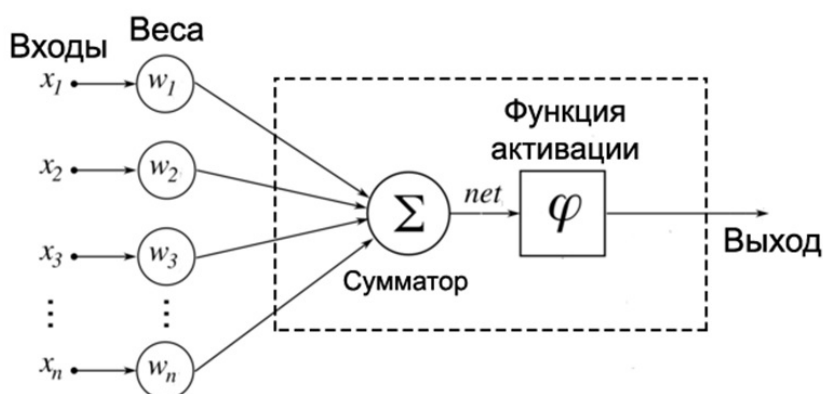 Входы
Веса
x1
w1
x2
w2
x3
w3
⋮
⋮
xn
wn
Σ
Сумматор
net
Функция
активации
φ
Выход